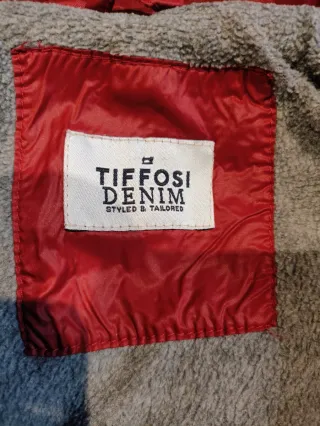 TIFFOSI
DENIM
STYLED & TAILORED